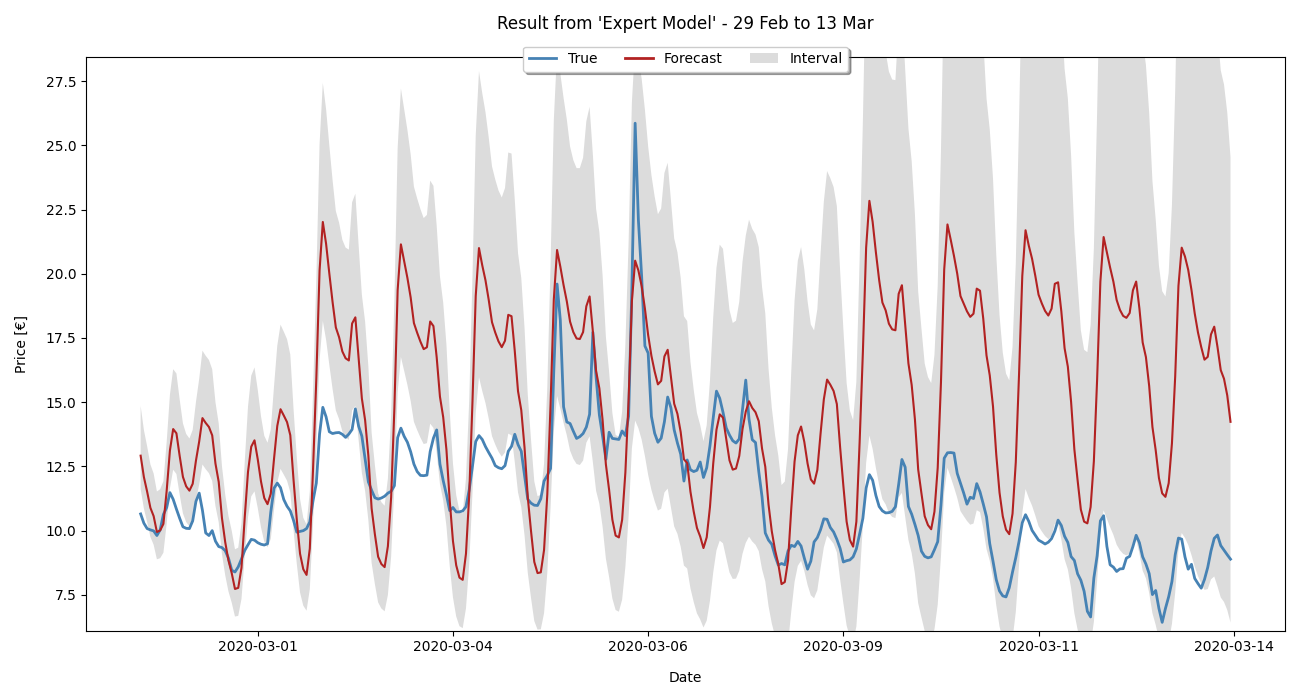 Result from 'Expert Model' - 29 Feb to 13 Mar
True Forecast Interval
27.5
25.0
22.5
20.0
17.5
15.0
12.5
10.0
7.5
Price [€]
2020-03-01 2020-03-04 2020-03-06 2020-03-09 2020-03-11 2020-03-14
Date